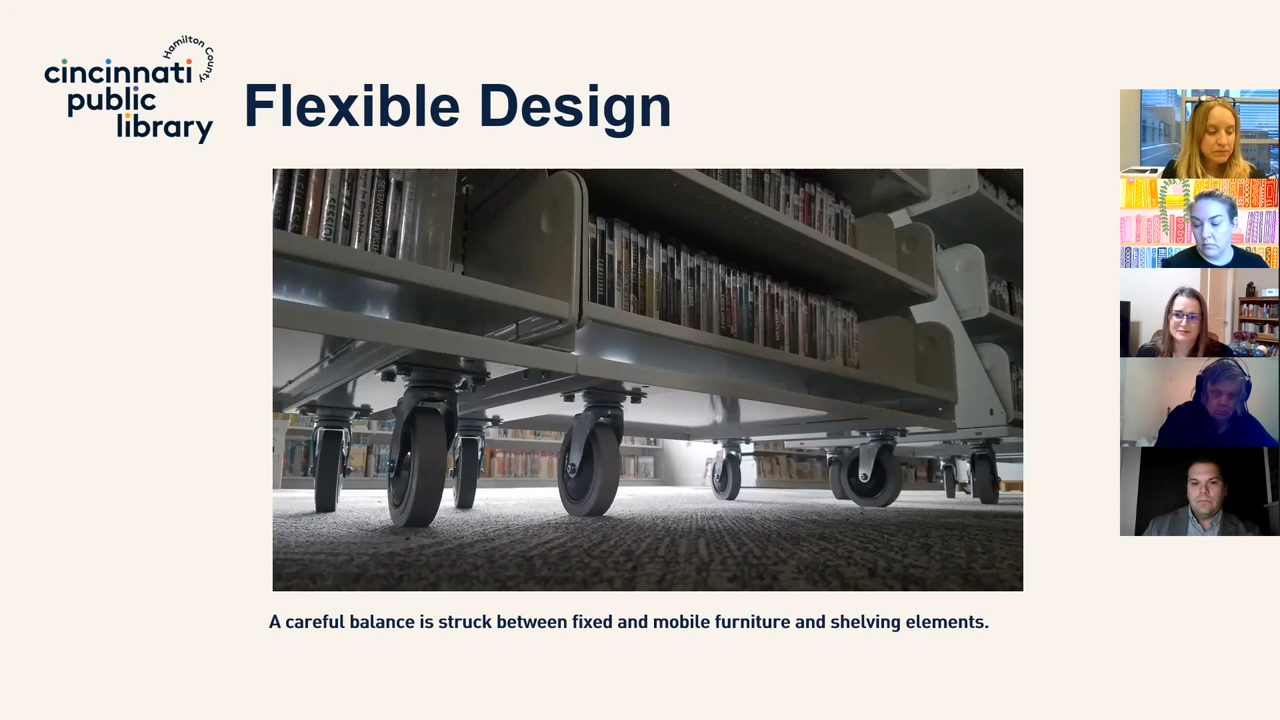 Hamilton County
cincinnati
public
library
Flexible Design
A careful balance is struck between fixed and mobile furniture and shelving elements.